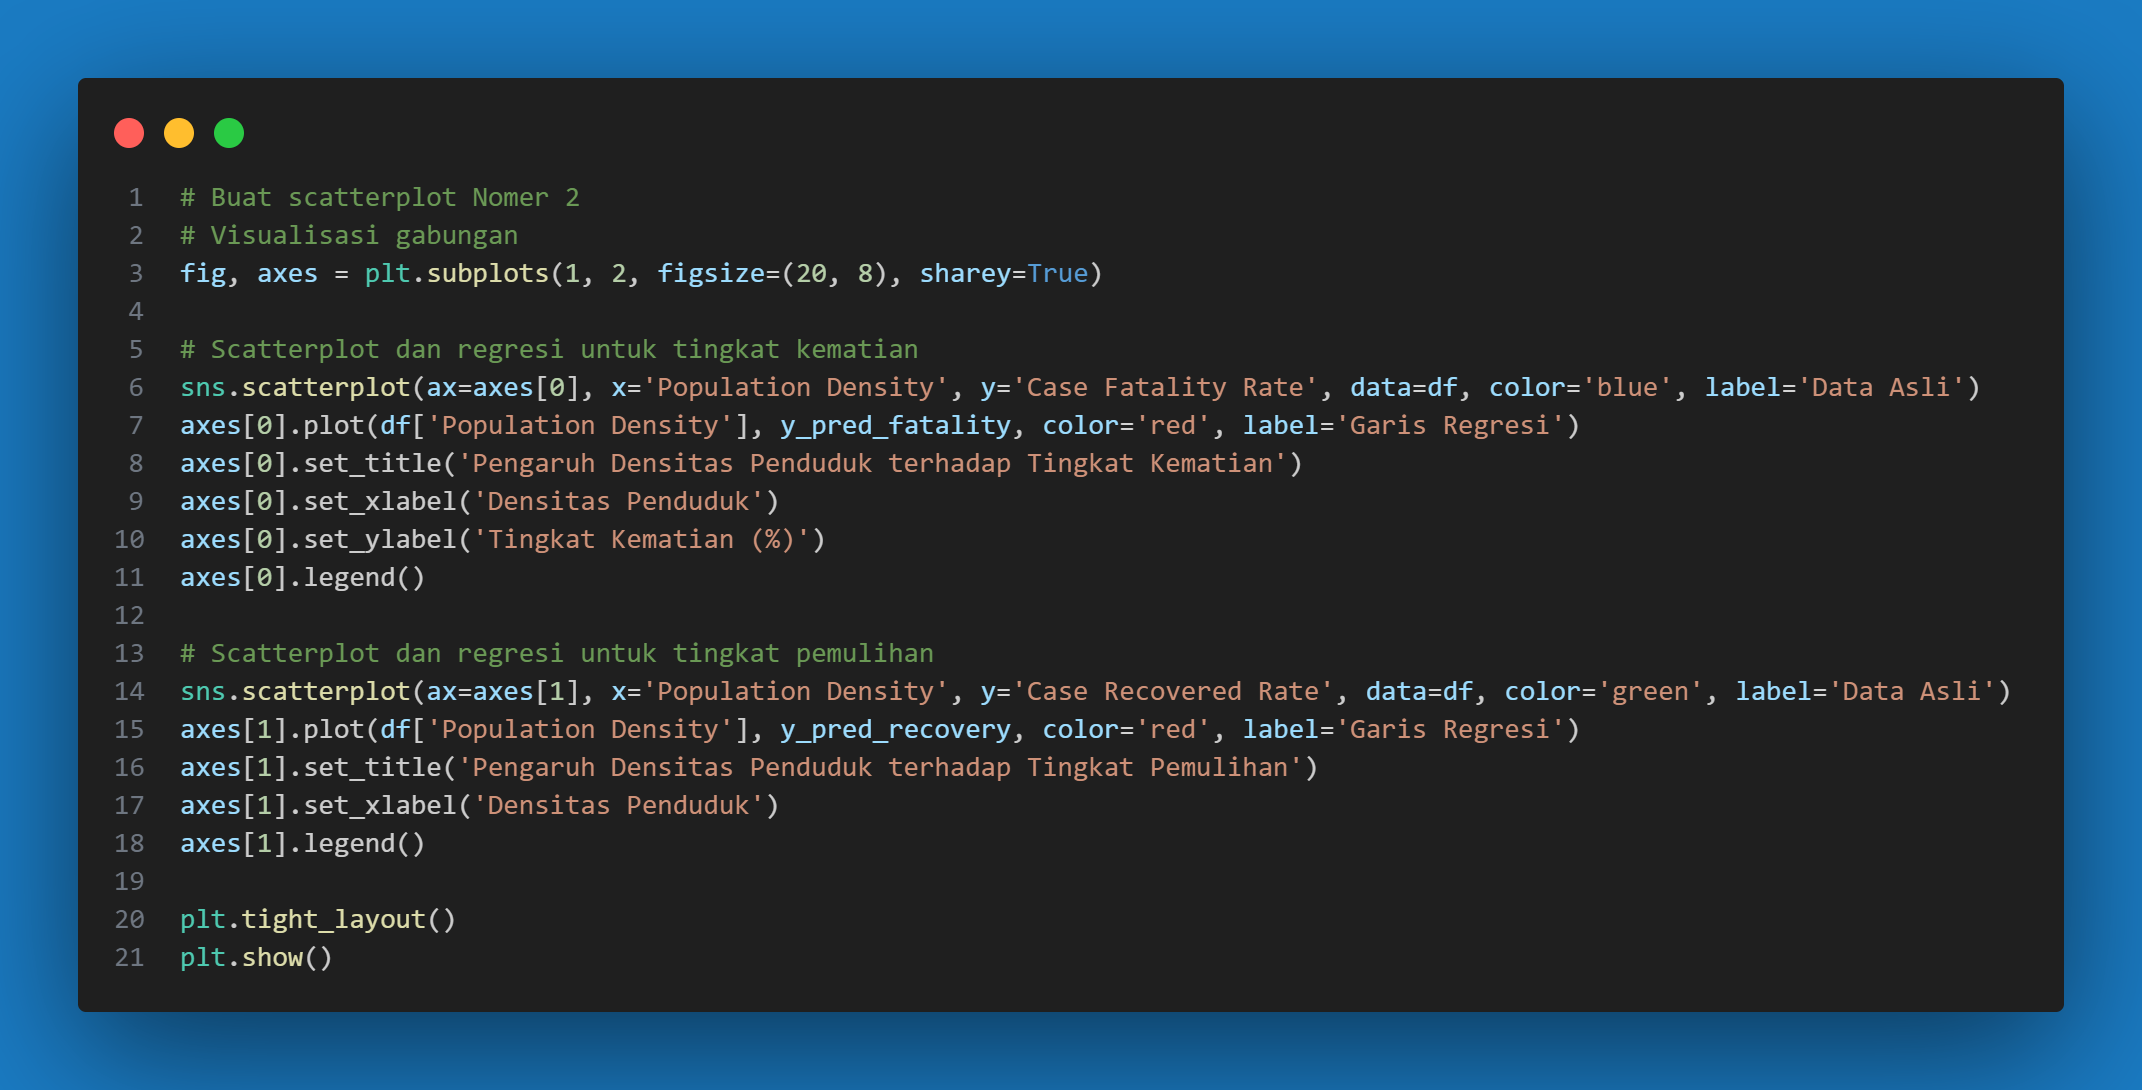 1 # Buat scatterplot Nomer 2
2 # Visualisasi gabungan
3 fig, axes = plt.subplots(1, 2, figsize=(20, 8), sharey=True)
4
5 # Scatterplot dan regresi untuk tingkat kematian
6 sns.scatterplot(ax=axes[0], x='Population Density', y='Case Fatality Rate', data=df, color='blue', label='Data Asli')
7 axes[0].plot(df['Population Density'], y_pred_fatality, color='red', label='Garis Regresi')
8 axes[0].set_title('Pengaruh Densitas Penduduk terhadap Tingkat Kematian')
9 axes[0].set_xlabel('Densitas Penduduk')
10 axes[0].set_ylabel('Tingkat Kematian (%)')
11 axes[0].legend()
12
13 # Scatterplot dan regresi untuk tingkat pemulihan
14 sns.scatterplot(ax=axes[1], x='Population Density', y='Case Recovered Rate', data=df, color='green', label='Data Asli')
15 axes[1].plot(df['Population Density'], y_pred_recovery, color='red', label='Garis Regresi')
16 axes[1].set_title('Pengaruh Densitas Penduduk terhadap Tingkat Pemulihan')
17 axes[1].set_xlabel('Densitas Penduduk')
18 axes[1].legend()
19
20 plt.tight_layout()
21 plt.show()